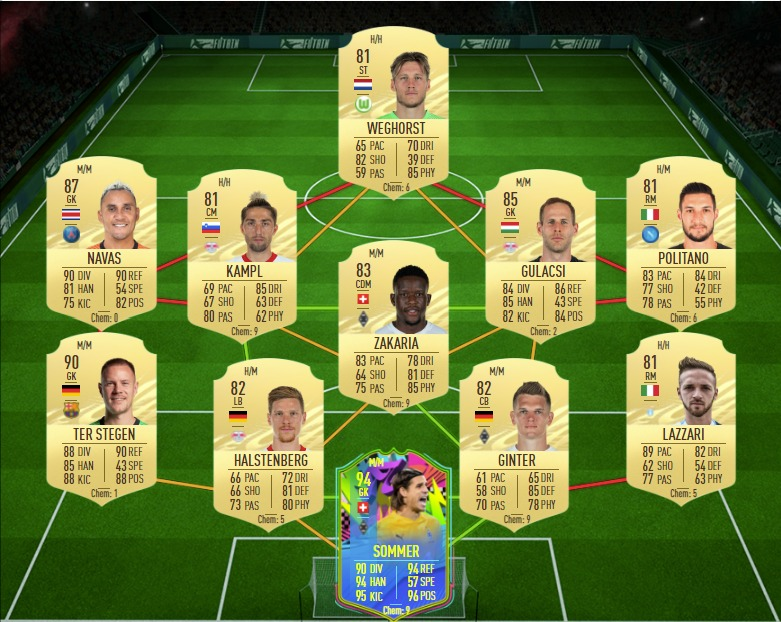 H/H
81
ST
WEGHORST
65 PAC 70 DRI
82 SHO 39 DEF
59 PAS 85 PHY
Chem: 6
M/M
87
GK
NAVAS
90 DIV 90 REF
81 HAN 54 SPE
75 KIC 82 POS
Chem: 0
H/H
81
CM
KAMPL
69 PAC 85 DRI
67 SHO 63 DEF
80 PAS 62 PHY
Chem: 9
M/M
85
GK
GULACSI
84 DIV 86 REF
85 HAN 43 SPE
82 KIC 84 POS
Chem: 2
H/M
81
RM
POLITANO
83 PAC 84 DRI
77 SHO 42 DEF
78 PAS 55 PHY
Chem: 6
M/M
83
CDM
ZAKARIA
83 PAC 78 DRI
64 SHO 81 DEF
75 PAS 85 PHY
Chem: 9
M/M
90
GK
TER STEGEN
88 DIV 90 REF
85 HAN 43 SPE
88 KIC 88 POS
Chem: 1
H/M
82
LB
HALSTENBERG
66 PAC 72 DRI
66 SHO 81 DEF
73 PAS 80 PHY
Chem: 5
M/M
82
CB
GINTER
61 PAC 65 DRI
58 SHO 85 DEF
70 PAS 78 PHY
Chem: 9
H/H
81
RM
LAZZARI
89 PAC 82 DRI
62 SHO 54 DEF
77 PAS 63 PHY
Chem: 5
M/M
94
GK
SOMMER
90 DIV 94 REF
94 HAN 57 SPE
95 KIC 96 POS
Chem: 9